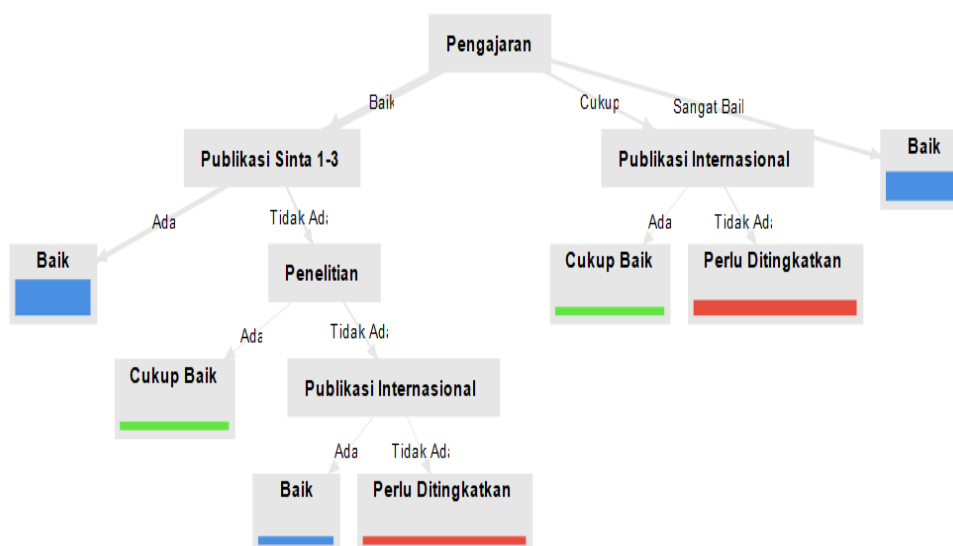 Pengajaran
Baik
Cukup
Sangat Bail
Publikasi Sinta 1-3
Publikasi Internasional
Baik
Ada
Tidak Ada
Ada
Tidak Ada
Baik
Penelitian
Cukup Baik
Perlu Ditingkatkan
Ada
Tidak Ada
Cukup Baik
Publikasi Internasional
Ada
Tidak Ada
Baik
Perlu Ditingkatkan